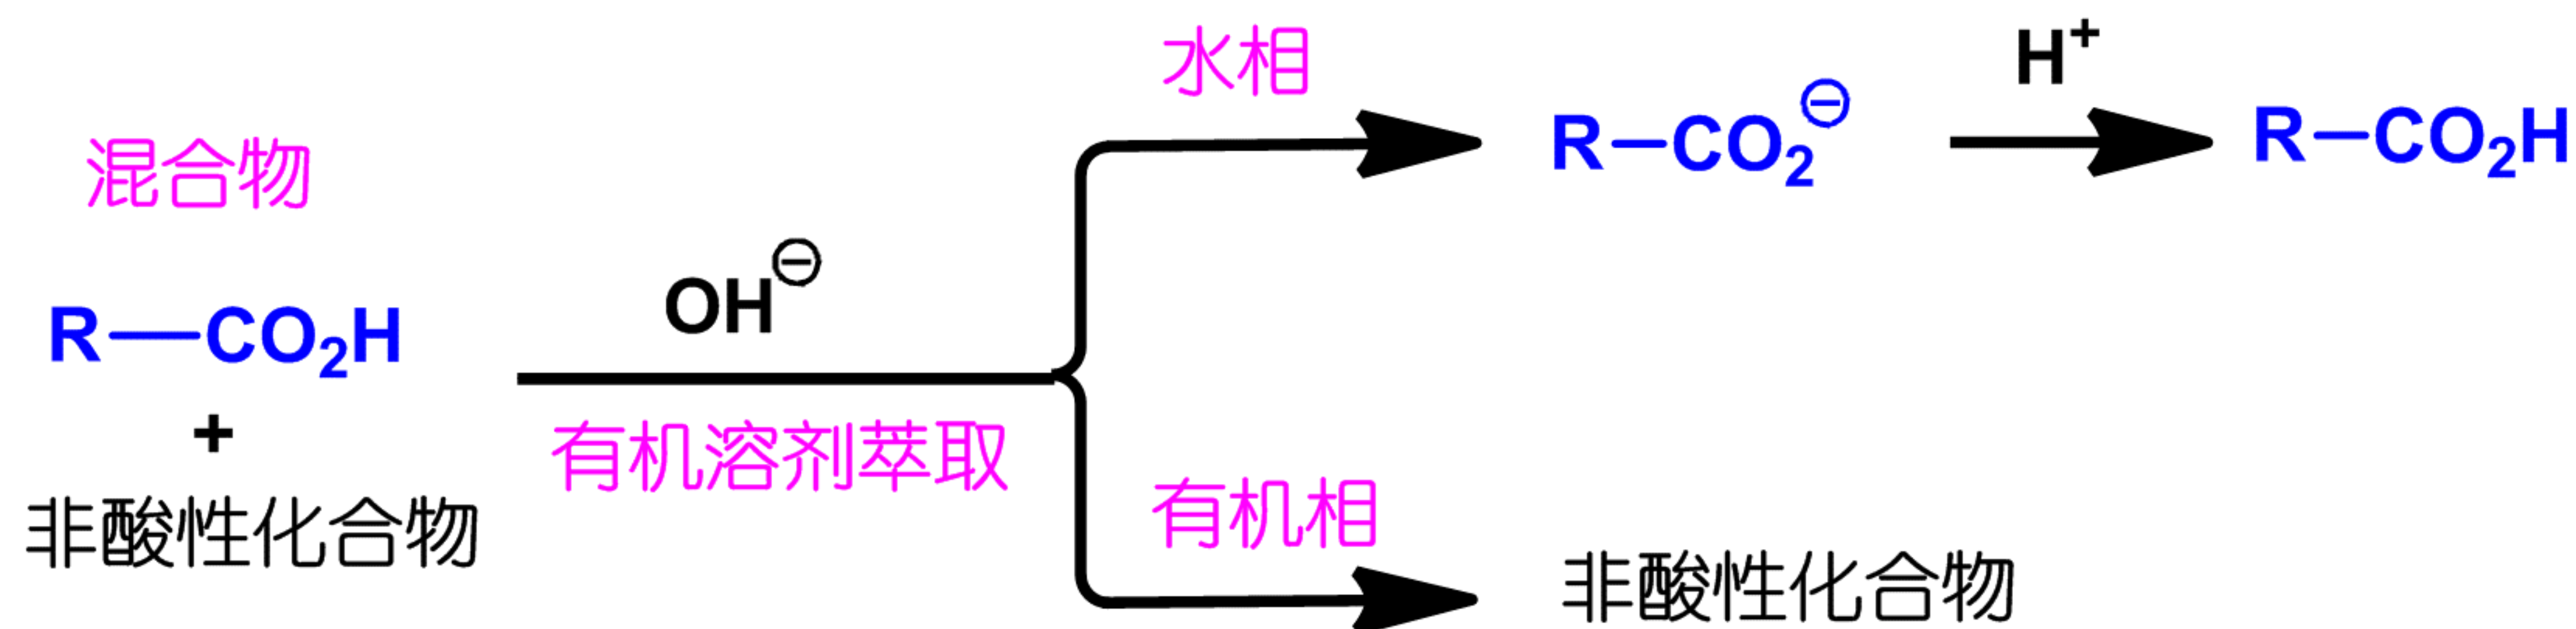 混合物
R—CO₂H
+
非酸性化合物
OH⊖
有机溶剂萃取
水相
R—CO₂⊖
H⁺
R—CO₂H
有机相
非酸性化合物